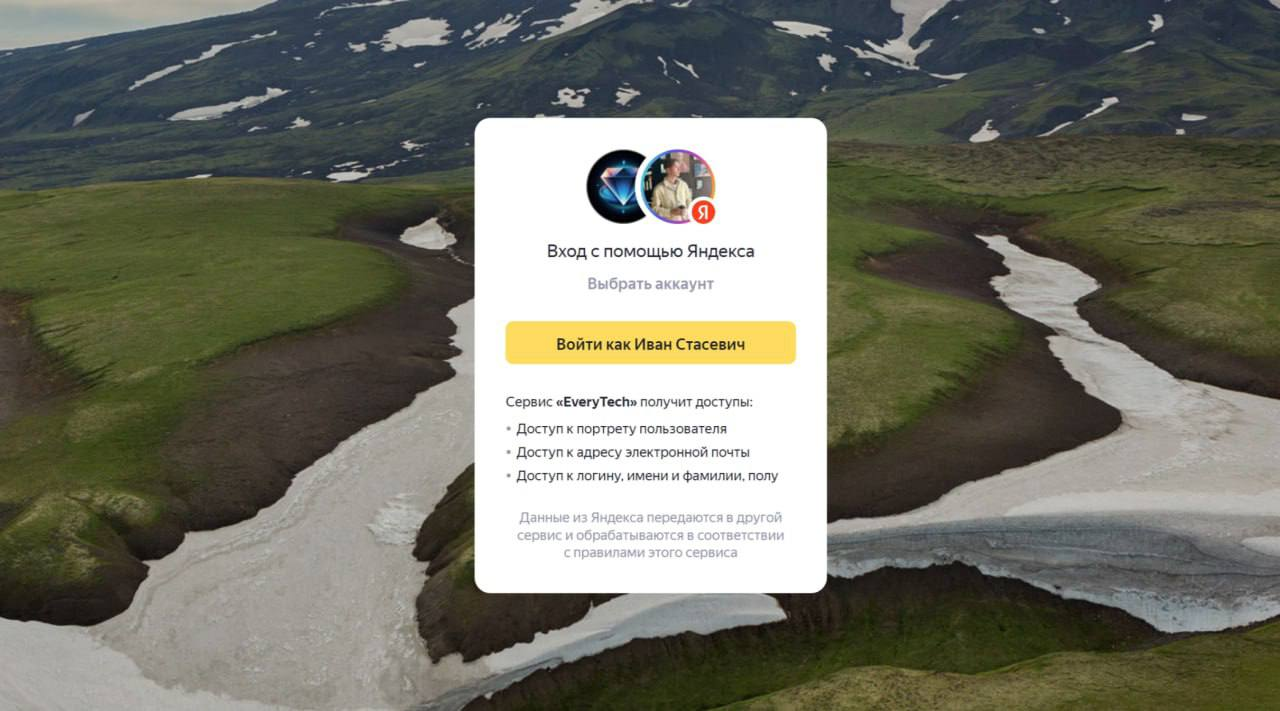 Я
Вход с помощью Яндекса
Выбрать аккаунт
Войти как Иван Стасевич
Сервис «EveryTech» получит доступы:
• Доступ к портрету пользователя
• Доступ к адресу электронной почты
• Доступ к логину, имени и фамилии, полу
Данные из Яндекса передаются в другой
сервис и обрабатываются в соответствии
с правилами этого сервиса